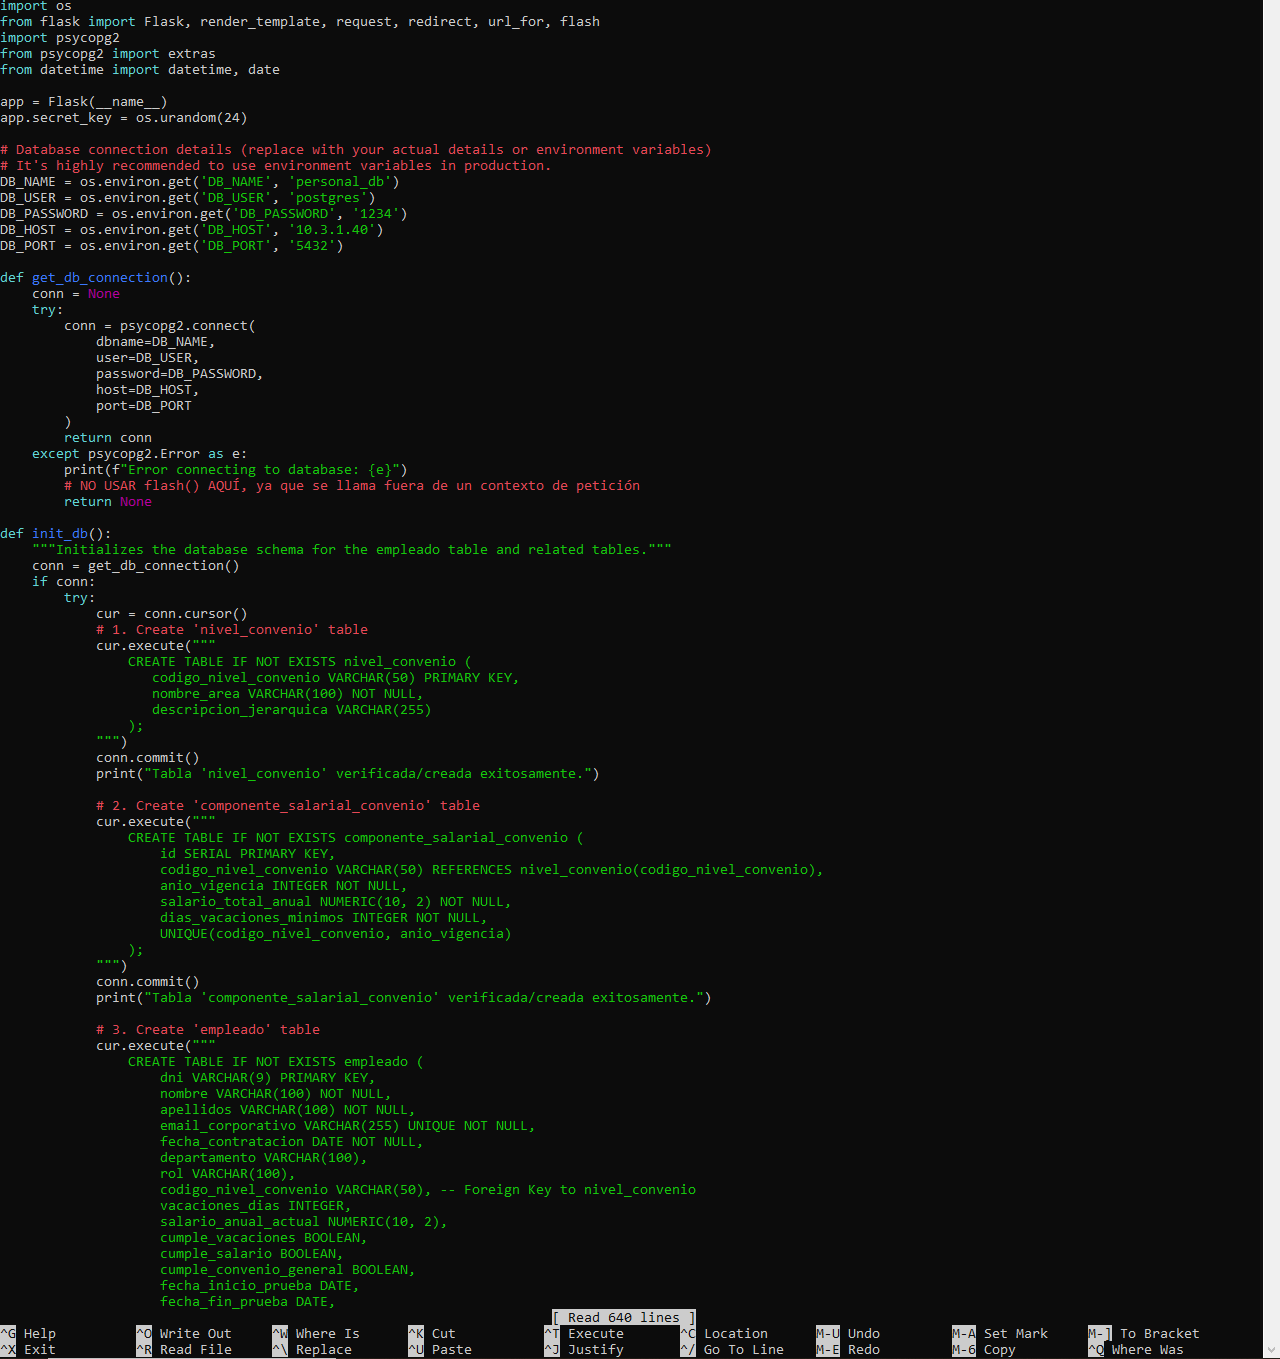 import os
from flask import Flask, render_template, request, redirect, url_for, flash
import psycopg2
from psycopg2 import extras
from datetime import datetime, date

app = Flask(__name__)
app.secret_key = os.urandom(24)

# Database connection details (replace with your actual details or environment variables)
# It's highly recommended to use environment variables in production.
DB_NAME = os.environ.get('DB_NAME', 'personal_db')
DB_USER = os.environ.get('DB_USER', 'postgres')
DB_PASSWORD = os.environ.get('DB_PASSWORD', '1234')
DB_HOST = os.environ.get('DB_HOST', '10.3.1.40')
DB_PORT = os.environ.get('DB_PORT', '5432')

def get_db_connection():
    conn = None
    try:
        conn = psycopg2.connect(
            dbname=DB_NAME,
            user=DB_USER,
            password=DB_PASSWORD,
            host=DB_HOST,
            port=DB_PORT
        )
        return conn
    except psycopg2.Error as e:
        print(f"Error connecting to database: {e}")
        # NO USAR flash() AQUÍ, ya que se llama fuera de un contexto de petición
        return None

def init_db():
    """Initializes the database schema for the empleado table and related tables."""
    conn = get_db_connection()
    if conn:
        try:
            cur = conn.cursor()
            # 1. Create 'nivel_convenio' table
            cur.execute("""
                CREATE TABLE IF NOT EXISTS nivel_convenio (
                   codigo_nivel_convenio VARCHAR(50) PRIMARY KEY,
                   nombre_area VARCHAR(100) NOT NULL,
                   descripcion_jerarquica VARCHAR(255)
                );
            """)
            conn.commit()
            print("Tabla 'nivel_convenio' verificada/creada exitosamente.")

            # 2. Create 'componente_salarial_convenio' table
            cur.execute("""
                CREATE TABLE IF NOT EXISTS componente_salarial_convenio (
                    id SERIAL PRIMARY KEY,
                    codigo_nivel_convenio VARCHAR(50) REFERENCES nivel_convenio(codigo_nivel_convenio),
                    anio_vigencia INTEGER NOT NULL,
                    salario_total_anual NUMERIC(10, 2) NOT NULL,
                    dias_vacaciones_minimos INTEGER NOT NULL,
                    UNIQUE(codigo_nivel_convenio, anio_vigencia)
                );
            """)
            conn.commit()
            print("Tabla 'componente_salarial_convenio' verificada/creada exitosamente.")

            # 3. Create 'empleado' table
            cur.execute("""
                CREATE TABLE IF NOT EXISTS empleado (
                    dni VARCHAR(9) PRIMARY KEY,
                    nombre VARCHAR(100) NOT NULL,
                    apellidos VARCHAR(100) NOT NULL,
                    email_corporativo VARCHAR(255) UNIQUE NOT NULL,
                    fecha_contratacion DATE NOT NULL,
                    departamento VARCHAR(100),
                    rol VARCHAR(100),
                    codigo_nivel_convenio VARCHAR(50), -- Foreign Key to nivel_convenio
                    vacaciones_dias INTEGER,
                    salario_anual_actual NUMERIC(10, 2),
                    cumple_vacaciones BOOLEAN,
                    cumple_salario BOOLEAN,
                    cumple_convenio_general BOOLEAN,
                    fecha_inicio_prueba DATE,
                    fecha_fin_prueba DATE,
[ Read 640 lines ]
^G Help ^O Write Out ^W Where Is ^K Cut ^T Execute ^C Location M-U Undo M-A Set Mark M-] To Bracket
^X Exit ^R Read File ^\ Replace ^U Paste ^J Justify ^/ Go To Line M-E Redo M-6 Copy ^Q Where Was